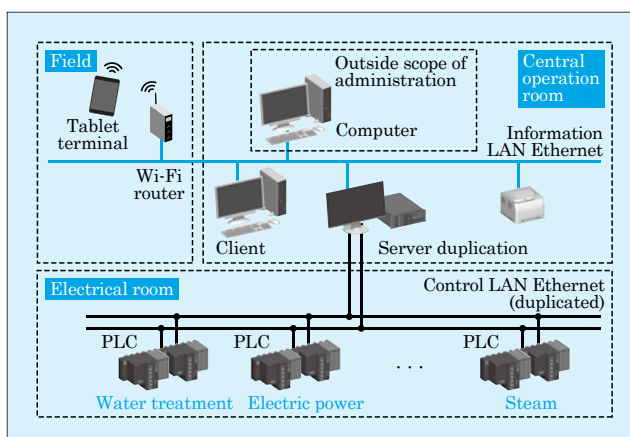 Field
Tablet
terminal
Wi-Fi
router
Outside scope of
administration
Computer
Central
operation
room
Information
LAN Ethernet
Client
Server duplication
Electrical room
Control LAN Ethernet
(duplicated)
PLC
PLC
. . .
PLC
Water treatment
Electric power
Steam